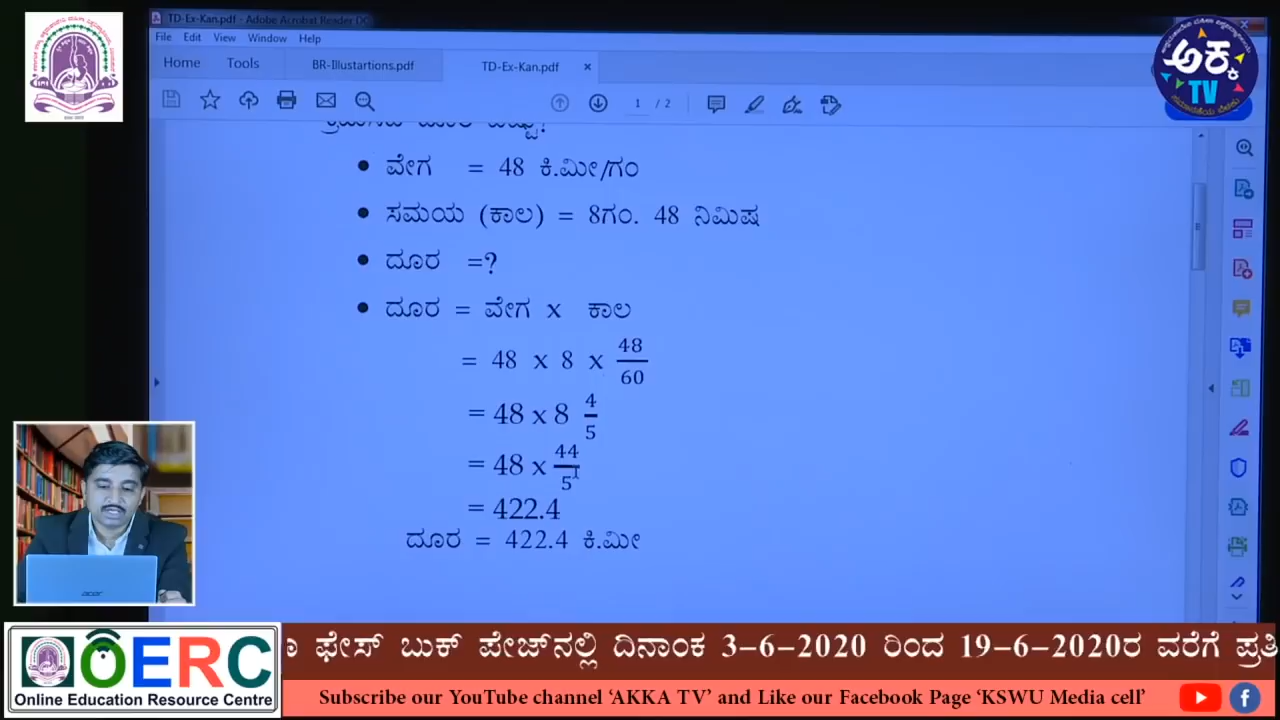 TD-Ex-Kan.pdf - Adobe Acrobat Reader DC
File Edit View Window Help
Home Tools BR-Illustartions.pdf TD-Ex-Kan.pdf ×
1 / 2
ಅಕ್ಕ
TV
• ವೇಗ = 48 ಕಿ.ಮೀ/ಗಂ
• ಸಮಯ (ಕಾಲ) = 8ಗಂ. 48 ನಿಮಿಷ
• ದೂರ =?
• ದೂರ = ವೇಗ x ಕಾಲ
= 48 x 8 x 48/60
= 48 x 8 4/5
= 48 x 44/5
= 422.4
ದೂರ = 422.4 ಕಿ.ಮೀ
acer
OERC
Online Education Resource Centre
ಫೇಸ್ ಬುಕ್ ಪೇಜ್‌ನಲ್ಲಿ ದಿನಾಂಕ 3-6-2020 ರಿಂದ 19-6-2020ರ ವರೆಗೆ ಪ್ರತಿ
Subscribe our YouTube channel ‘AKKA TV’ and Like our Facebook Page ‘KSWU Media cell’